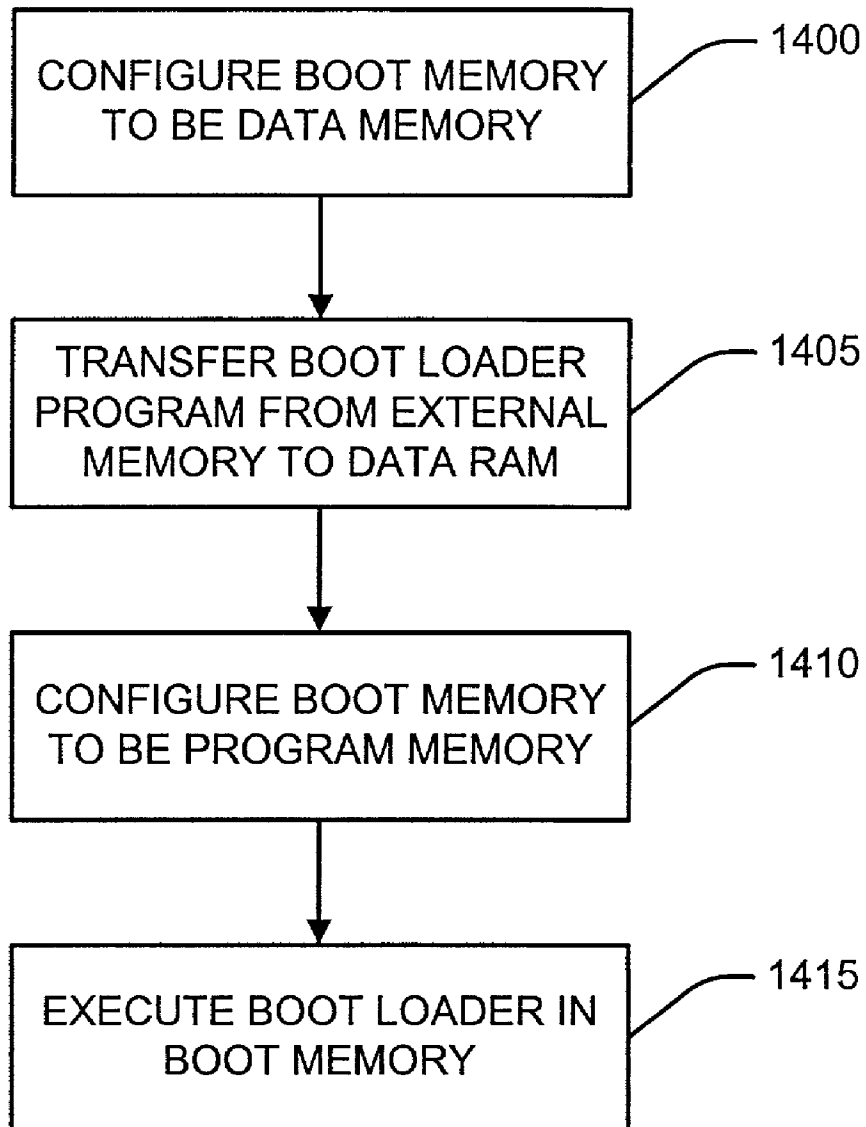 CONFIGURE BOOT MEMORY
TO BE DATA MEMORY
1400
TRANSFER BOOT LOADER
PROGRAM FROM EXTERNAL
MEMORY TO DATA RAM
1405
CONFIGURE BOOT MEMORY
TO BE PROGRAM MEMORY
1410
EXECUTE BOOT LOADER IN
BOOT MEMORY
1415